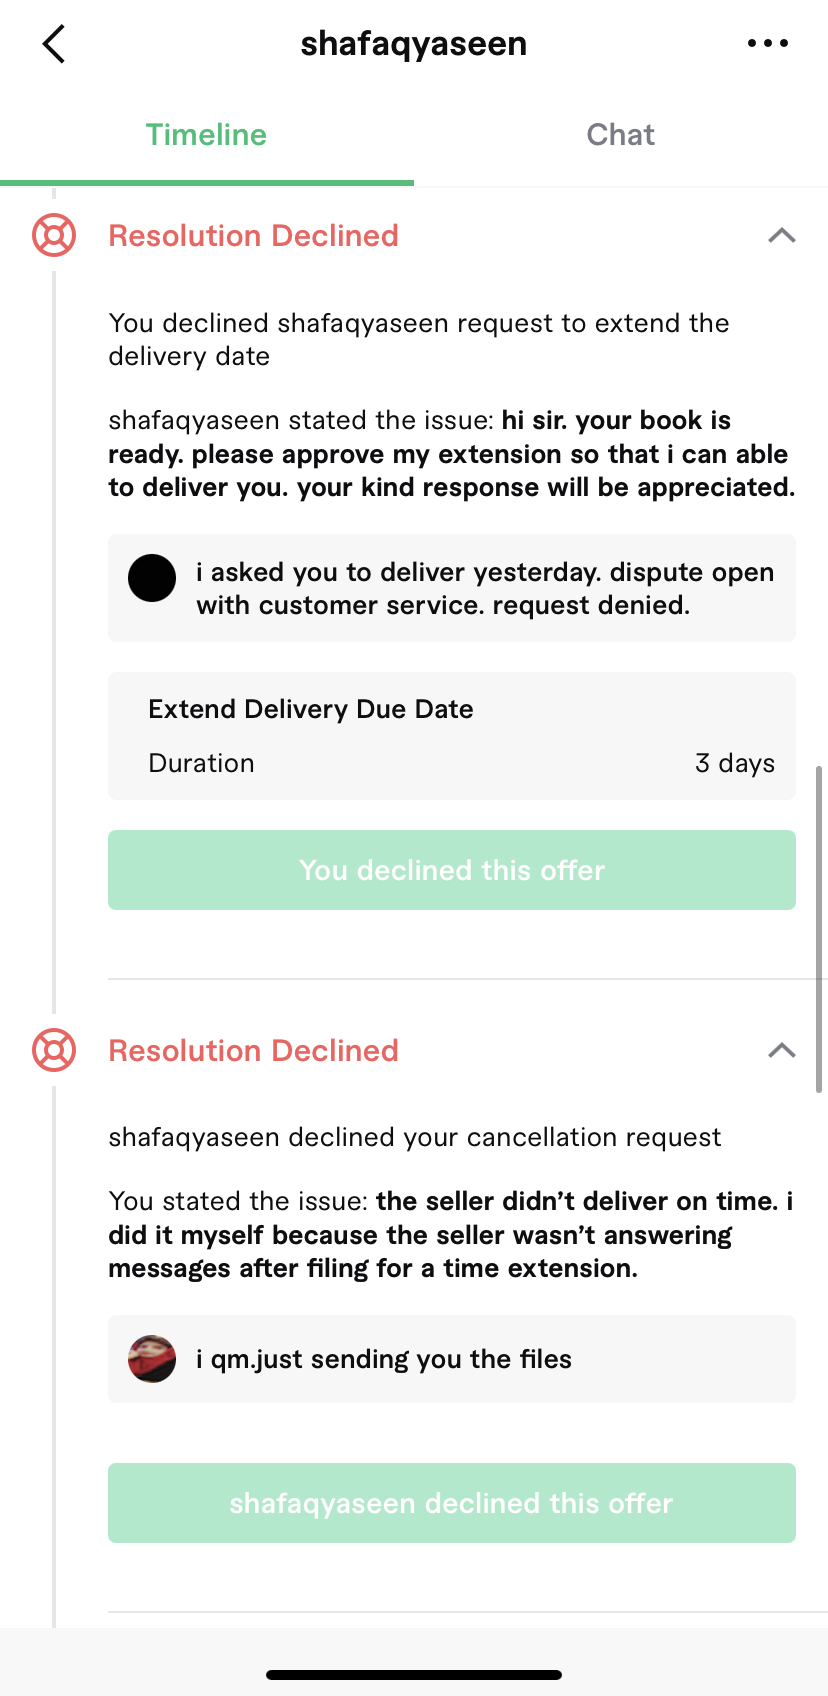 shafaqyaseen
Timeline
Chat
Resolution Declined
You declined shafaqyaseen request to extend the
delivery date
shafaqyaseen stated the issue: hi sir. your book is
ready. please approve my extension so that i can able
to deliver you. your kind response will be appreciated.
i asked you to deliver yesterday. dispute open
with customer service. request denied.
Extend Delivery Due Date
Duration 3 days
You declined this offer
Resolution Declined
shafaqyaseen declined your cancellation request
You stated the issue: the seller didn’t deliver on time. i
did it myself because the seller wasn’t answering
messages after filing for a time extension.
i qm.just sending you the files
shafaqyaseen declined this offer